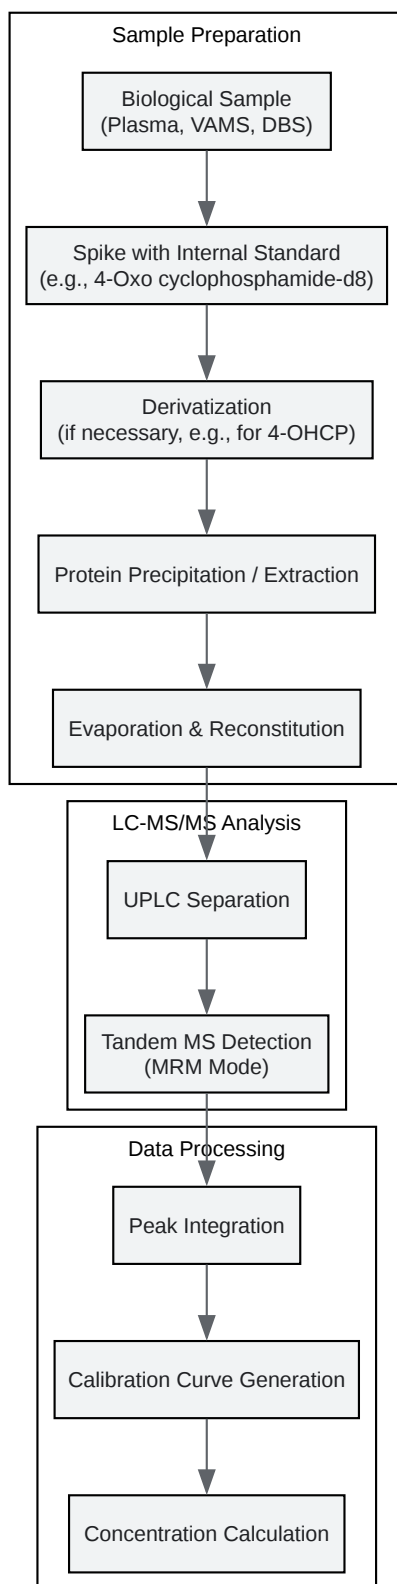 Sample Preparation
Biological Sample
(Plasma, VAMS, DBS)
Spike with Internal Standard
(e.g., 4-Oxo cyclophosphamide-d8)
Derivatization
(if necessary, e.g., for 4-OHCP)
Protein Precipitation / Extraction
Evaporation & Reconstitution
LC-MS/MS Analysis
UPLC Separation
Tandem MS Detection
(MRM Mode)
Data Processing
Peak Integration
Calibration Curve Generation
Concentration Calculation